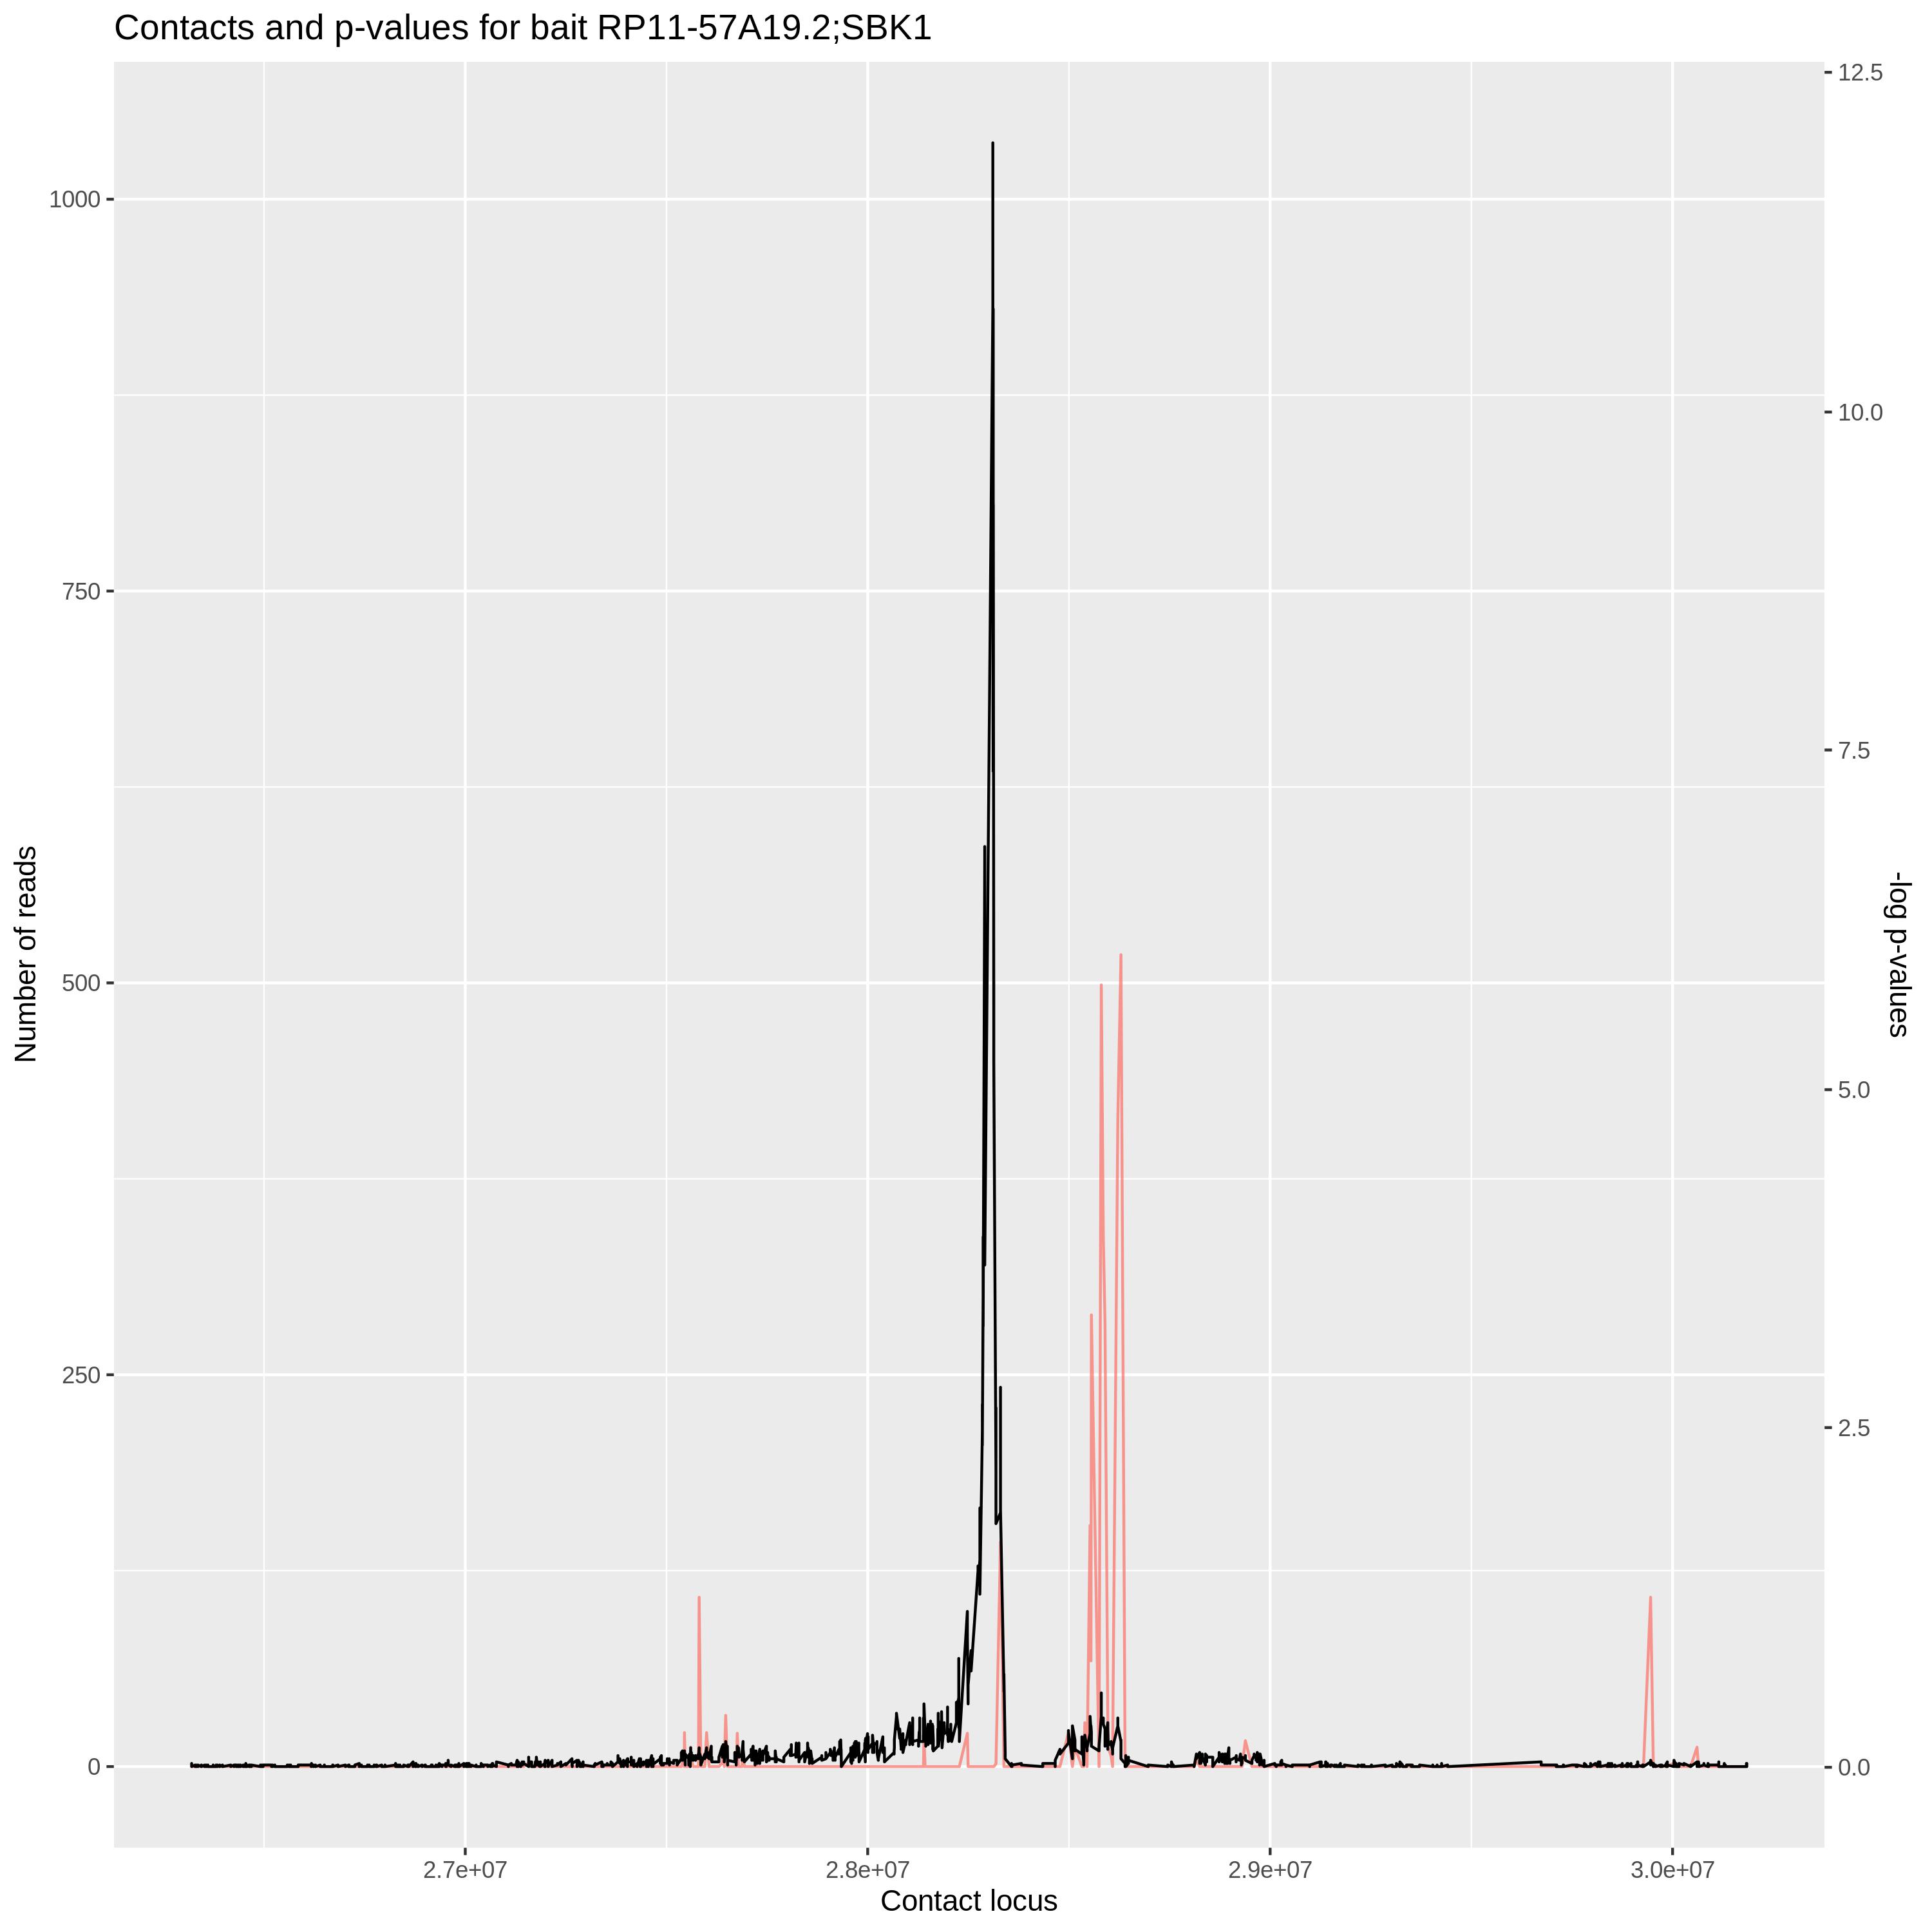 Contacts and p-values for bait RP11-57A19.2;SBK1
12.5
1000
10.0
750
7.5
Number of reads
-log p-values
500
5.0
250
2.5
0
0.0
2.7e+07
2.8e+07
2.9e+07
3.0e+07
Contact locus